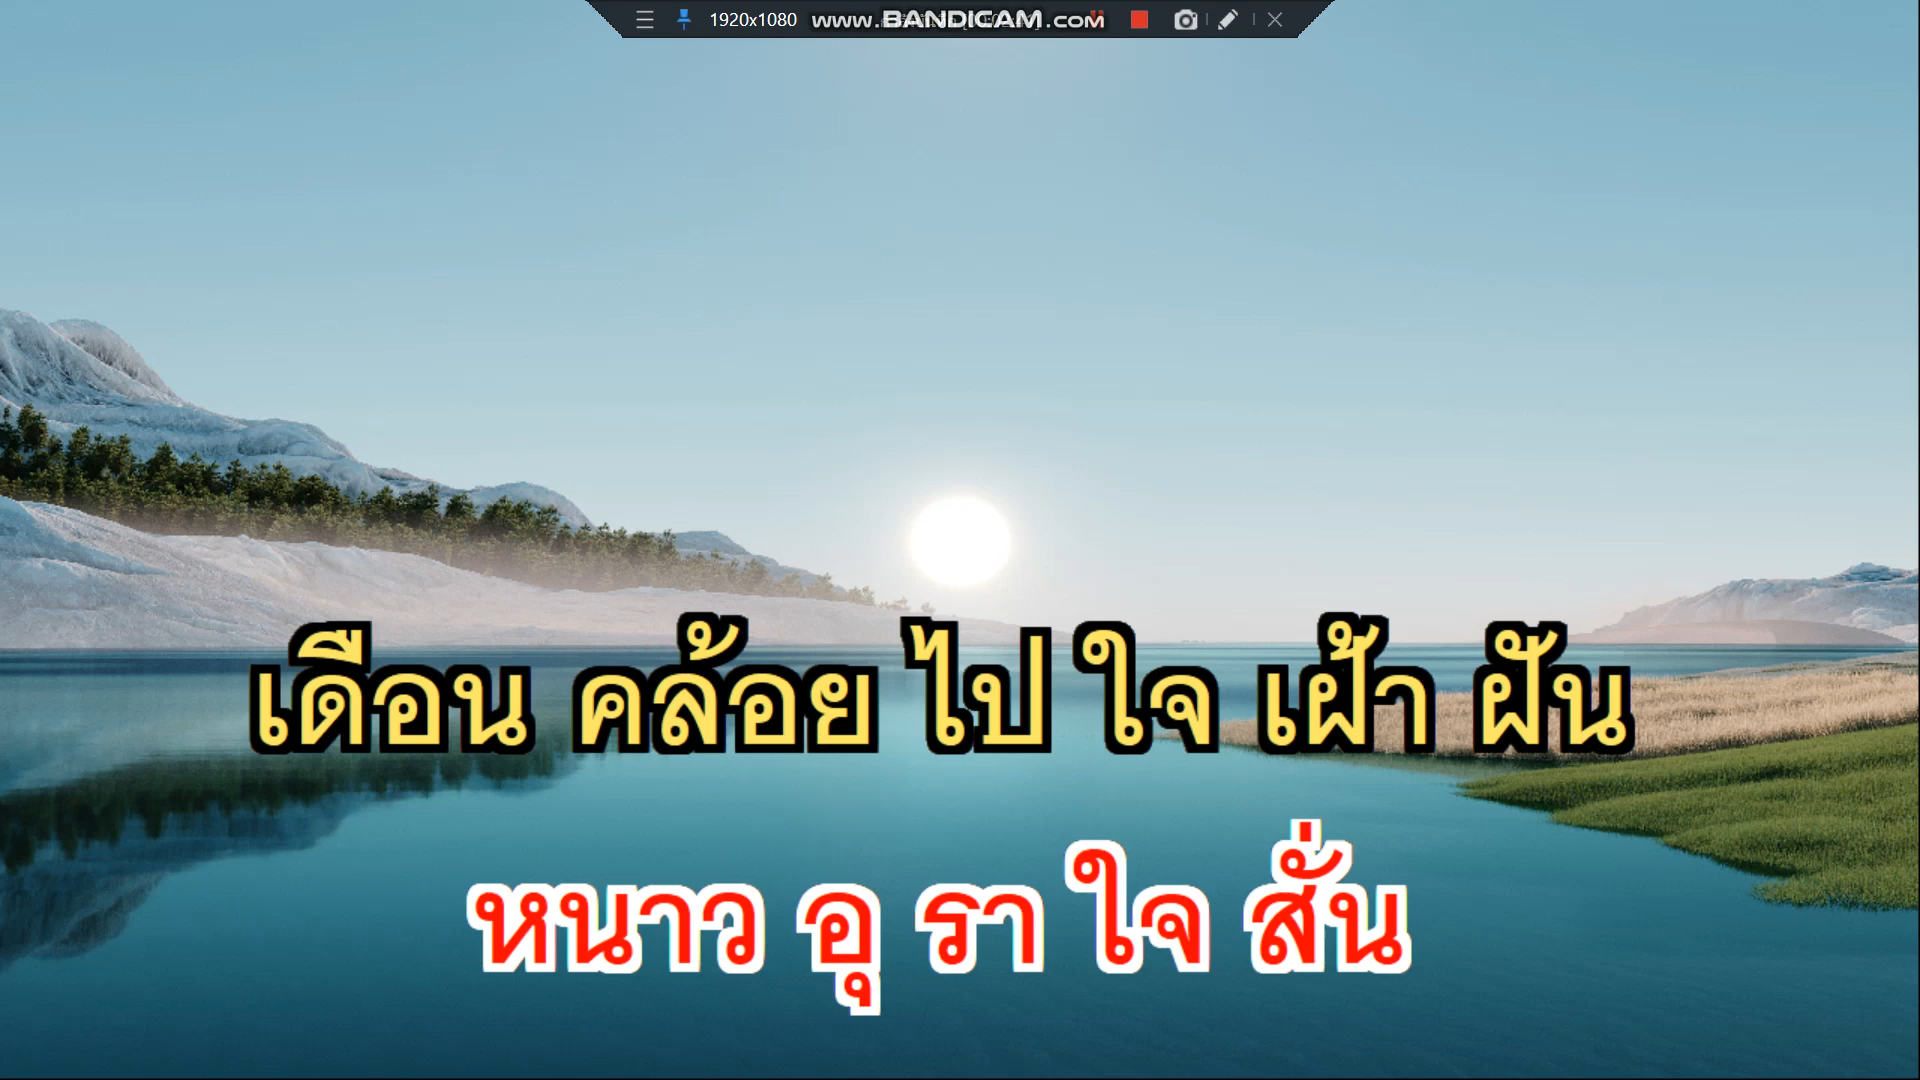 1920x1080 www.BANDICAM.com
เดือน คล้อย ไป ใจ เฝ้า ฝัน
หนาว อุ รา ใจ สั่น